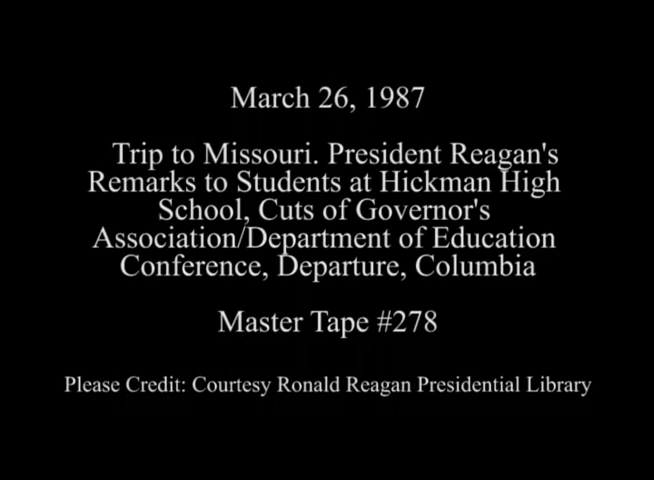 March 26, 1987
Trip to Missouri. President Reagan's
Remarks to Students at Hickman High
School, Cuts of Governor's
Association/Department of Education
Conference, Departure, Columbia
Master Tape #278
Please Credit: Courtesy Ronald Reagan Presidential Library